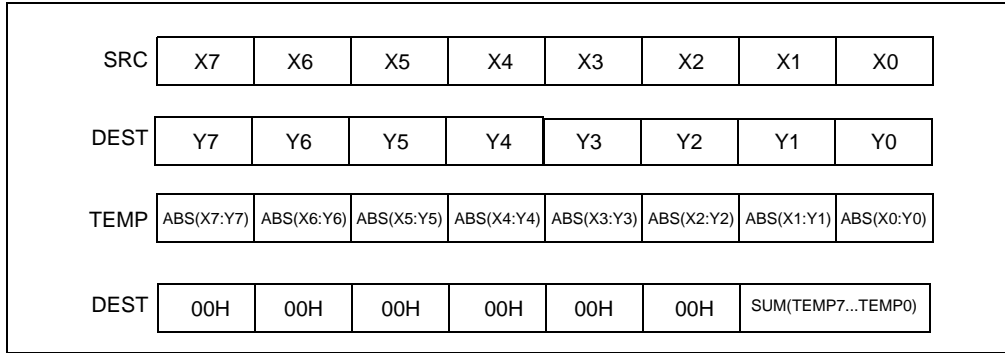 SRC X7 X6 X5 X4 X3 X2 X1 X0
DEST Y7 Y6 Y5 Y4 Y3 Y2 Y1 Y0
TEMP ABS(X7:Y7) ABS(X6:Y6) ABS(X5:Y5) ABS(X4:Y4) ABS(X3:Y3) ABS(X2:Y2) ABS(X1:Y1) ABS(X0:Y0)
DEST 00H 00H 00H 00H 00H 00H SUM(TEMP7...TEMP0)